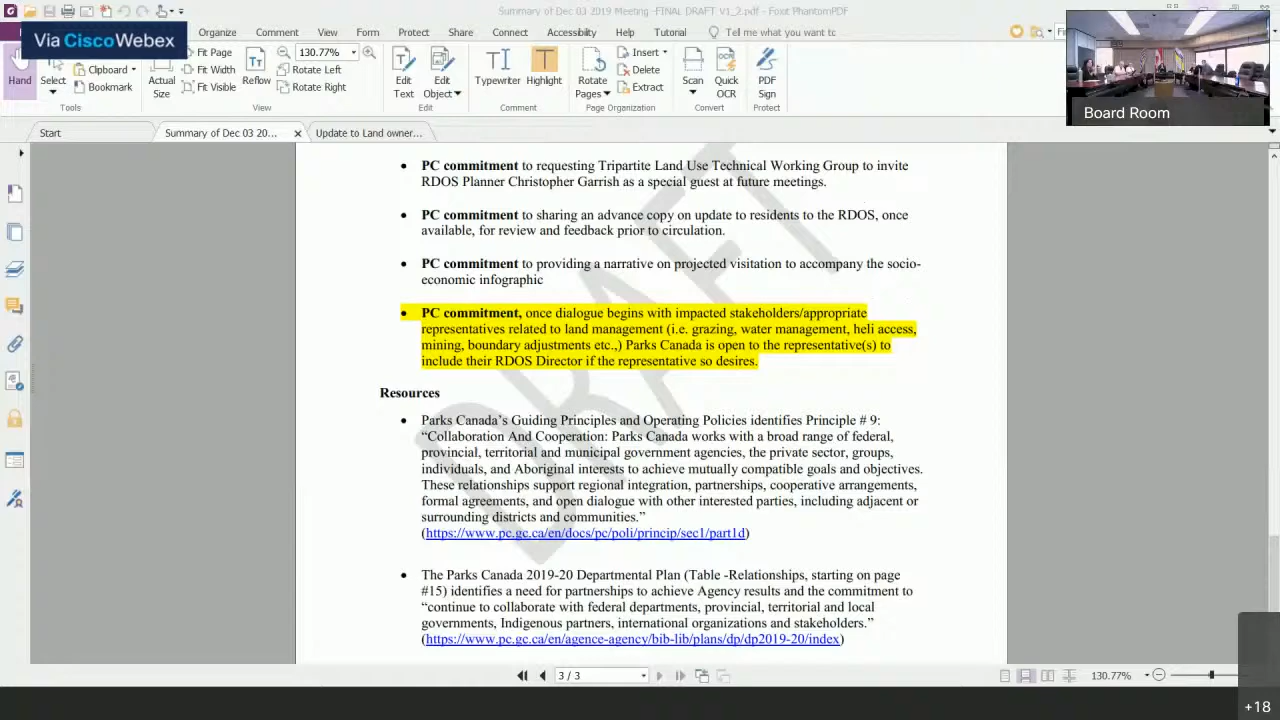 Summary of Dec 03 2019 Meeting -FINAL DRAFT V1_2.pdf - Foxit PhantomPDF
Via CiscoWebex
Organize Comment View Form Protect Share Connect Accessibility Help Tutorial Tell me what you want tc
Hand
Select
Clipboard
Bookmark
Tools
Actual Size
Fit Page
Fit Width
Fit Visible
Reflow
130.77%
Rotate Left
Rotate Right
View
Edit Text
Edit Object
Edit
Typewriter
Highlight
Comment
Rotate Pages
Insert
Delete
Extract
Page Organization
Scan
Quick OCR
Convert
PDF Sign
Protect
Board Room
Start
Summary of Dec 03 20...
Update to Land owner...
DRAFT
PC commitment to requesting Tripartite Land Use Technical Working Group to invite
RDOS Planner Christopher Garrish as a special guest at future meetings.
PC commitment to sharing an advance copy on update to residents to the RDOS, once
available, for review and feedback prior to circulation.
PC commitment to providing a narrative on projected visitation to accompany the socio-
economic infographic
PC commitment, once dialogue begins with impacted stakeholders/appropriate
representatives related to land management (i.e. grazing, water management, heli access,
mining, boundary adjustments etc.,) Parks Canada is open to the representative(s) to
include their RDOS Director if the representative so desires.
Resources
Parks Canada's Guiding Principles and Operating Policies identifies Principle # 9:
“Collaboration And Cooperation: Parks Canada works with a broad range of federal,
provincial, territorial and municipal government agencies, the private sector, groups,
individuals, and Aboriginal interests to achieve mutually compatible goals and objectives.
These relationships support regional integration, partnerships, cooperative arrangements,
formal agreements, and open dialogue with other interested parties, including adjacent or
surrounding districts and communities.”
(https://www.pc.gc.ca/en/docs/pc/poli/princip/sec1/part1d)
The Parks Canada 2019-20 Departmental Plan (Table -Relationships, starting on page
#15) identifies a need for partnerships to achieve Agency results and the commitment to
“continue to collaborate with federal departments, provincial, territorial and local
governments, Indigenous partners, international organizations and stakeholders.”
(https://www.pc.gc.ca/en/agence-agency/bib-lib/plans/dp/dp2019-20/index)
3 / 3
130.77%
+18